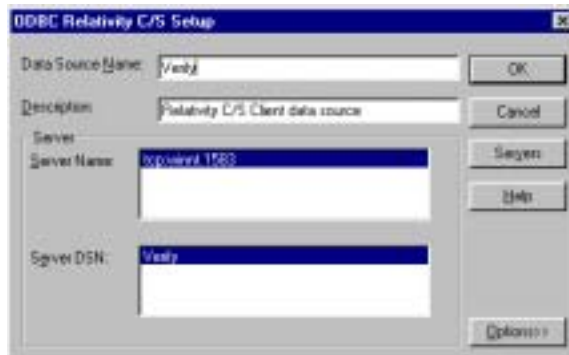 ODBC Relativity C/S Setup
Data Source Name: Verify
OK
Description: Relativity C/S Client data source
Cancel
Server
Servers
Server Name: tcp:winnt.1583
Help
Server DSN: Verify
Options>>